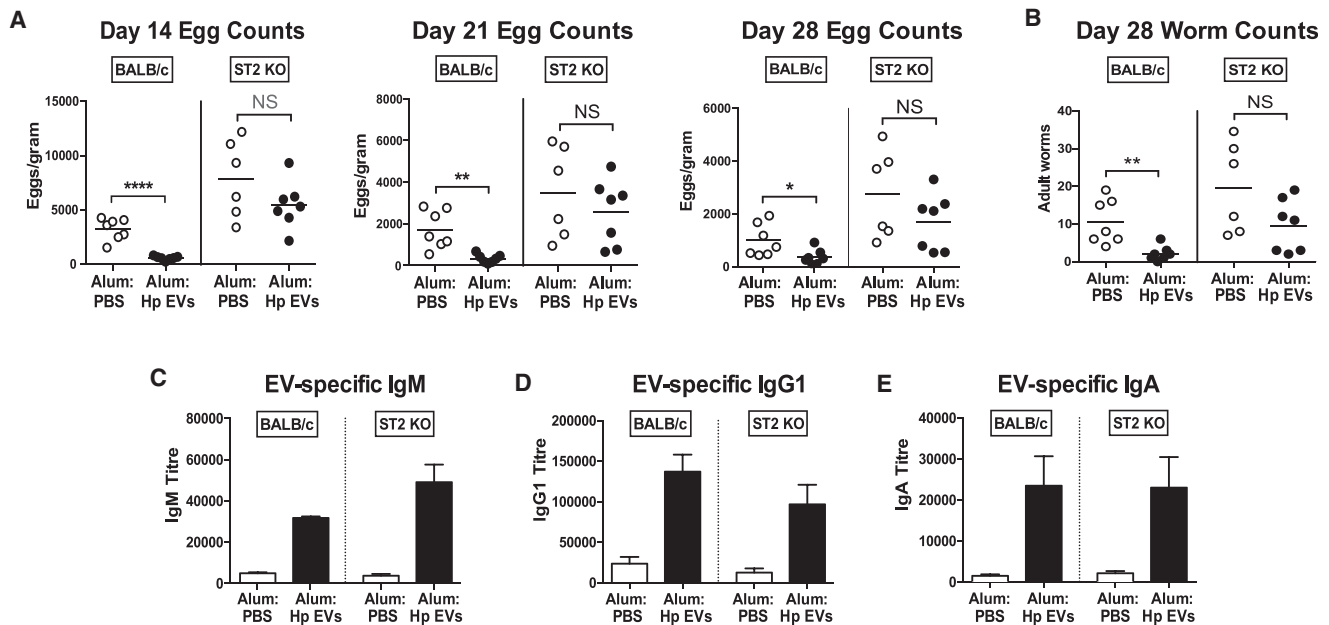 A
Day 14 Egg Counts
BALB/c
ST2 KO
Eggs/gram
15000
10000
5000
0
****
NS
Alum:
PBS
Alum:
Hp EVs
Alum:
PBS
Alum:
Hp EVs
Day 21 Egg Counts
BALB/c
ST2 KO
Eggs/gram
8000
6000
4000
2000
0
**
NS
Alum:
PBS
Alum:
Hp EVs
Alum:
PBS
Alum:
Hp EVs
Day 28 Egg Counts
BALB/c
ST2 KO
Eggs/gram
6000
4000
2000
0
*
NS
Alum:
PBS
Alum:
Hp EVs
Alum:
PBS
Alum:
Hp EVs
B
Day 28 Worm Counts
BALB/c
ST2 KO
Adult worms
40
30
20
10
0
**
NS
Alum:
PBS
Alum:
Hp EVs
Alum:
PBS
Alum:
Hp EVs
C
EV-specific IgM
BALB/c
ST2 KO
IgM Titre
80000
60000
40000
20000
0
Alum:
PBS
Alum:
Hp EVs
Alum:
PBS
Alum:
Hp EVs
D
EV-specific IgG1
BALB/c
ST2 KO
IgG1 Titre
200000
150000
100000
50000
0
Alum:
PBS
Alum:
Hp EVs
Alum:
PBS
Alum:
Hp EVs
E
EV-specific IgA
BALB/c
ST2 KO
IgA Titre
40000
30000
20000
10000
0
Alum:
PBS
Alum:
Hp EVs
Alum:
PBS
Alum:
Hp EVs